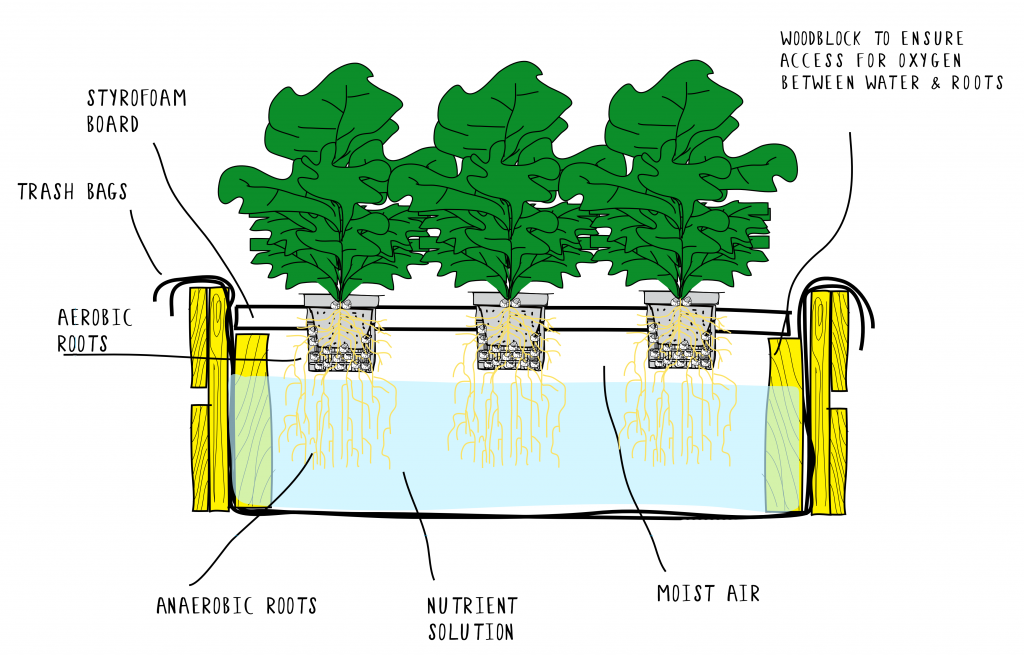 WOODBLOCK TO ENSURE
ACCESS FOR OXYGEN
BETWEEN WATER & ROOTS
STYROFOAM
BOARD
TRASH BAGS
AEROBIC
ROOTS
ANAEROBIC ROOTS
NUTRIENT
SOLUTION
MOIST AIR